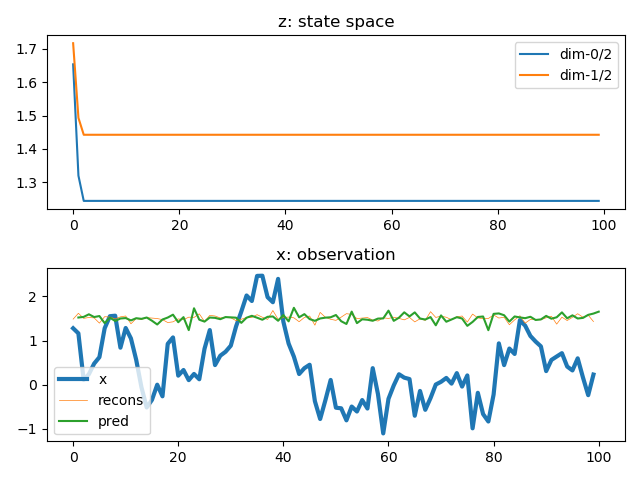 z: state space
1.7
1.6
1.5
1.4
1.3
dim-0/2
dim-1/2
0 20 40 60 80 100
x: observation
2
1
0
−1
x
recons
pred
0 20 40 60 80 100